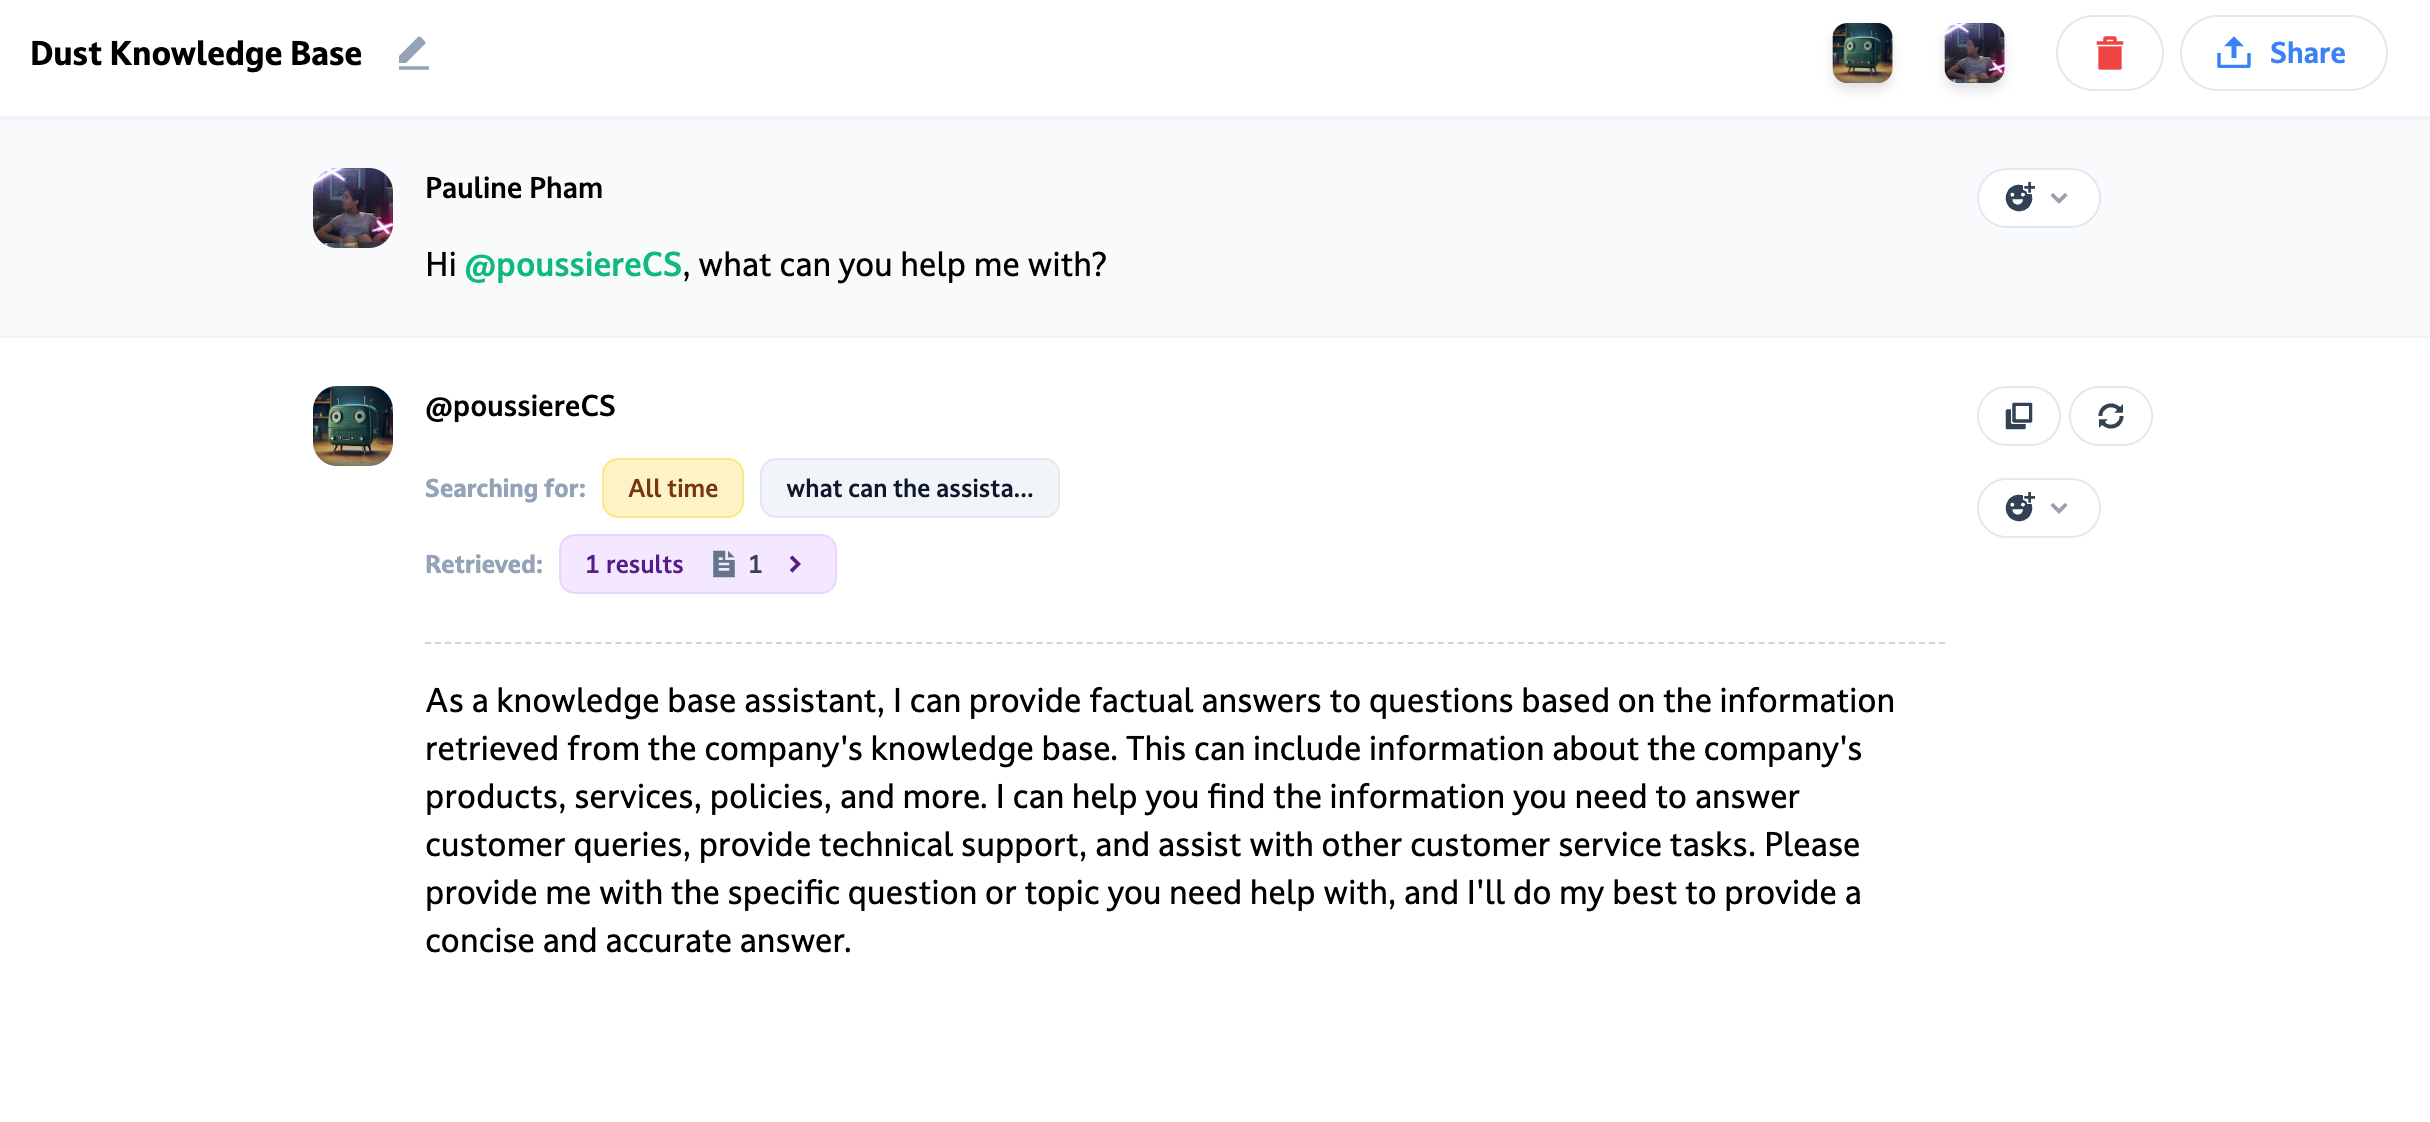 Dust Knowledge Base
Share
Pauline Pham
Hi @poussiereCS, what can you help me with?
@poussiereCS
Searching for: All time what can the assista...
Retrieved: 1 results 1
As a knowledge base assistant, I can provide factual answers to questions based on the information
retrieved from the company's knowledge base. This can include information about the company's
products, services, policies, and more. I can help you find the information you need to answer
customer queries, provide technical support, and assist with other customer service tasks. Please
provide me with the specific question or topic you need help with, and I'll do my best to provide a
concise and accurate answer.